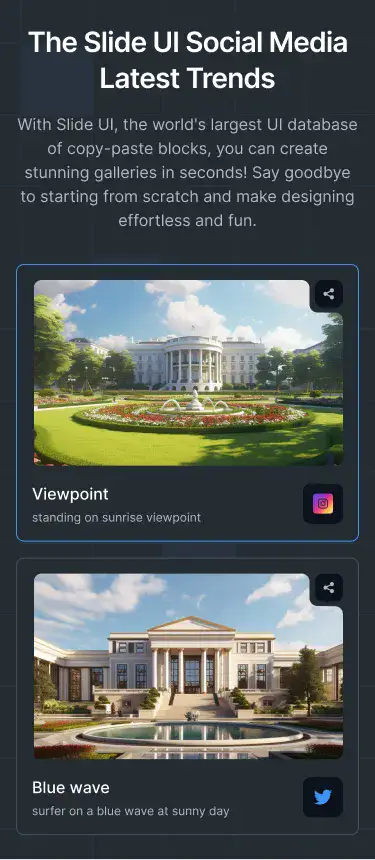 The Slide UI Social Media
Latest Trends
With Slide UI, the world's largest UI database
of copy-paste blocks, you can create
stunning galleries in seconds! Say goodbye
to starting from scratch and make designing
effortless and fun.
Viewpoint
standing on sunrise viewpoint
Blue wave
surfer on a blue wave at sunny day